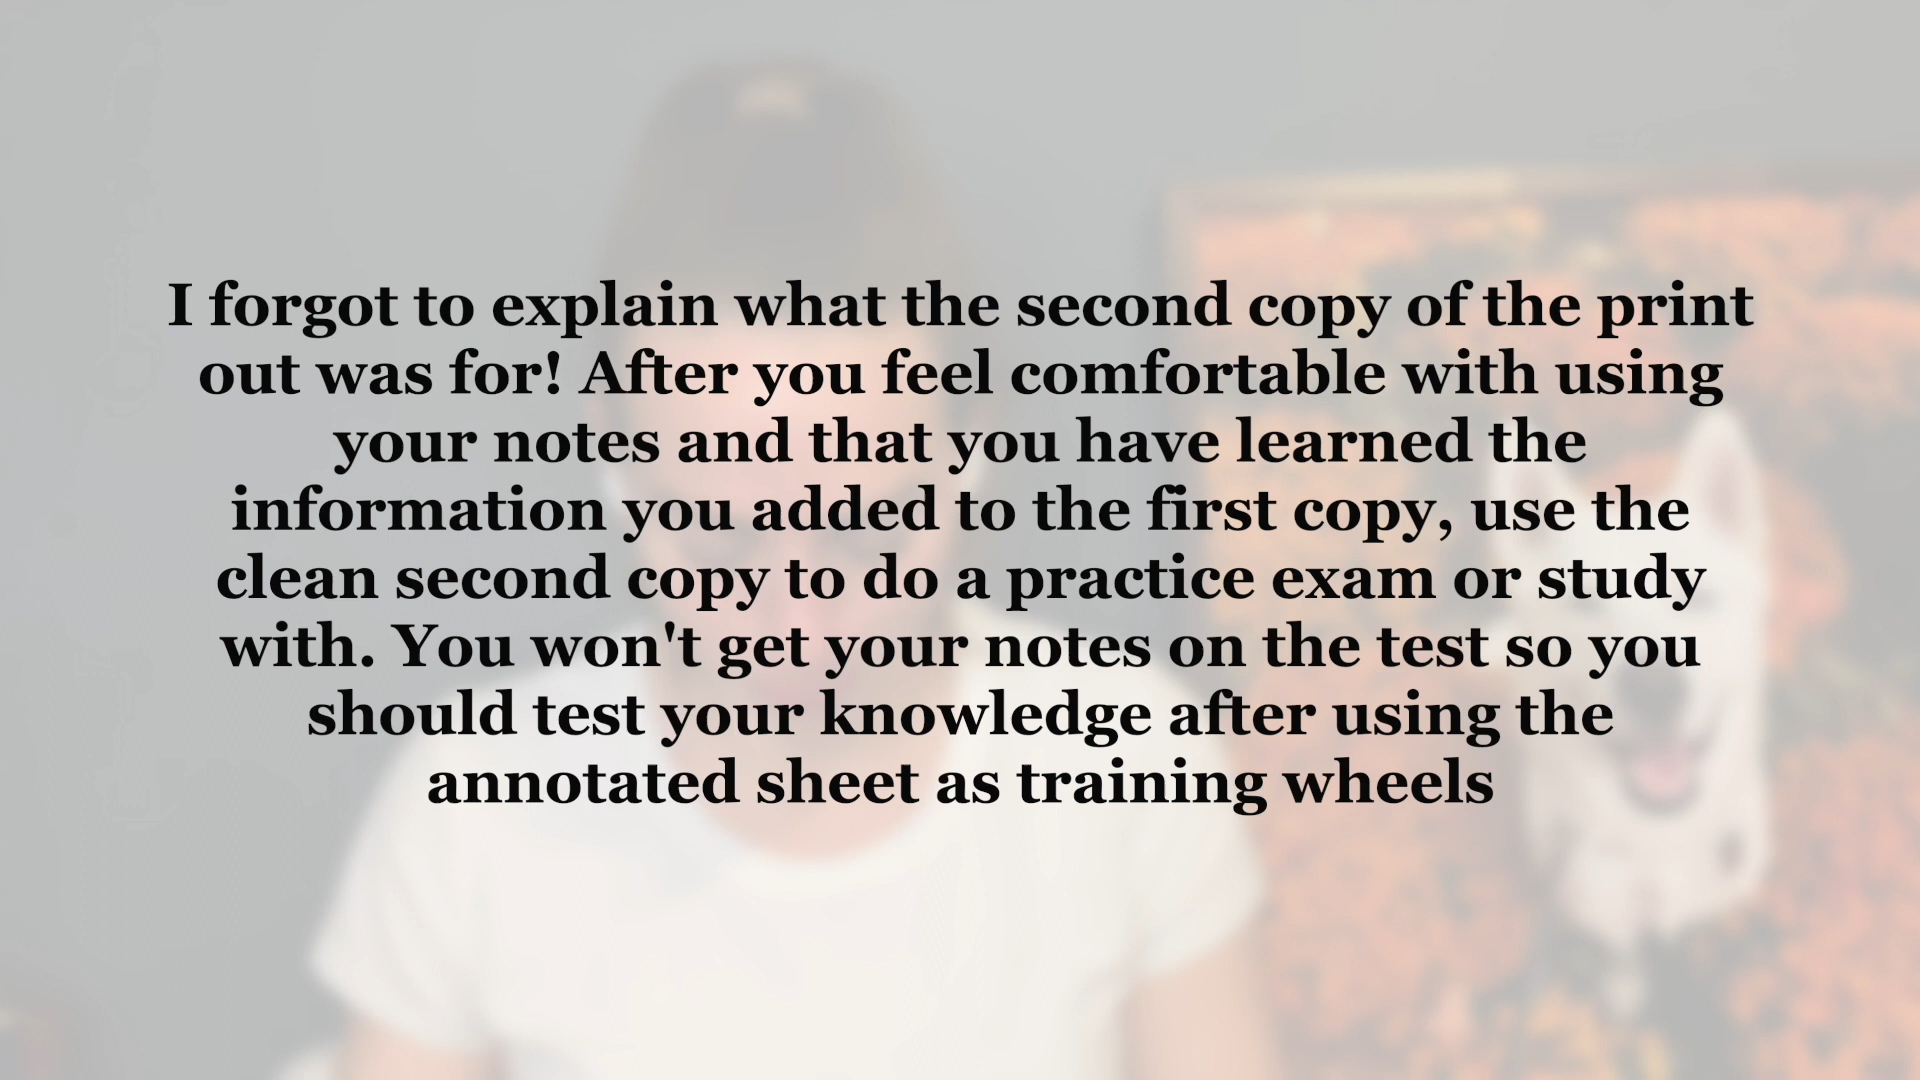 I forgot to explain what the second copy of the print
out was for! After you feel comfortable with using
your notes and that you have learned the
information you added to the first copy, use the
clean second copy to do a practice exam or study
with. You won't get your notes on the test so you
should test your knowledge after using the
annotated sheet as training wheels